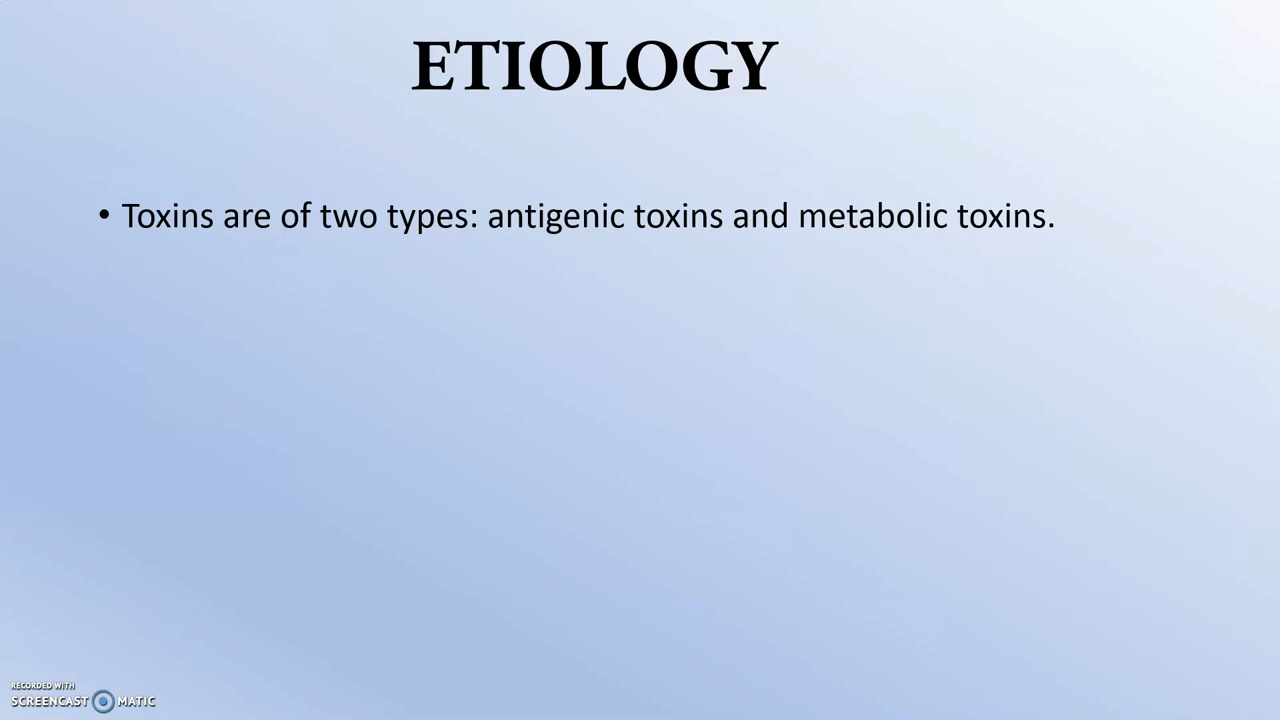 ETIOLOGY
• Toxins are of two types: antigenic toxins and metabolic toxins.
RECORDED WITH
SCREENCAST MATIC